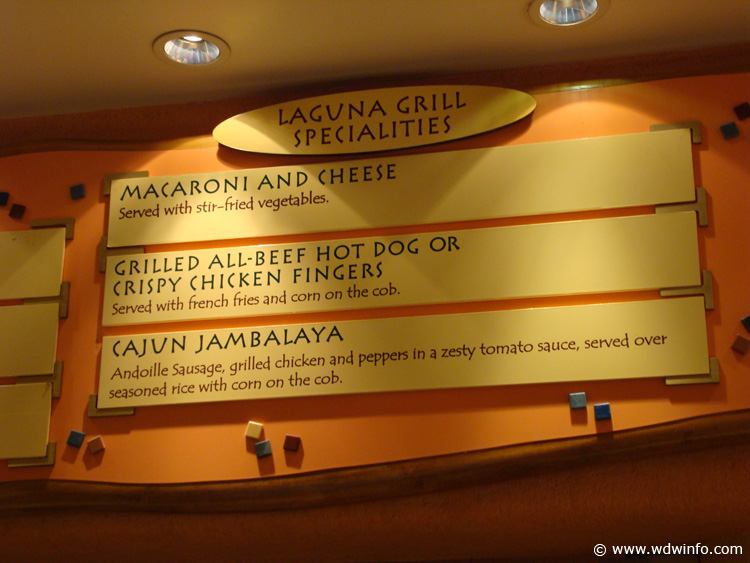 LAGUNA GRILL
SPECIALITIES
MACARONI AND CHEESE
Served with stir-fried vegetables.
GRILLED ALL-BEEF HOT DOG OR
CRISPY CHICKEN FINGERS
Served with french fries and corn on the cob.
CAJUN JAMBALAYA
Andoille Sausage, grilled chicken and peppers in a zesty tomato sauce, served over
seasoned rice with corn on the cob.
© www.wdwinfo.com